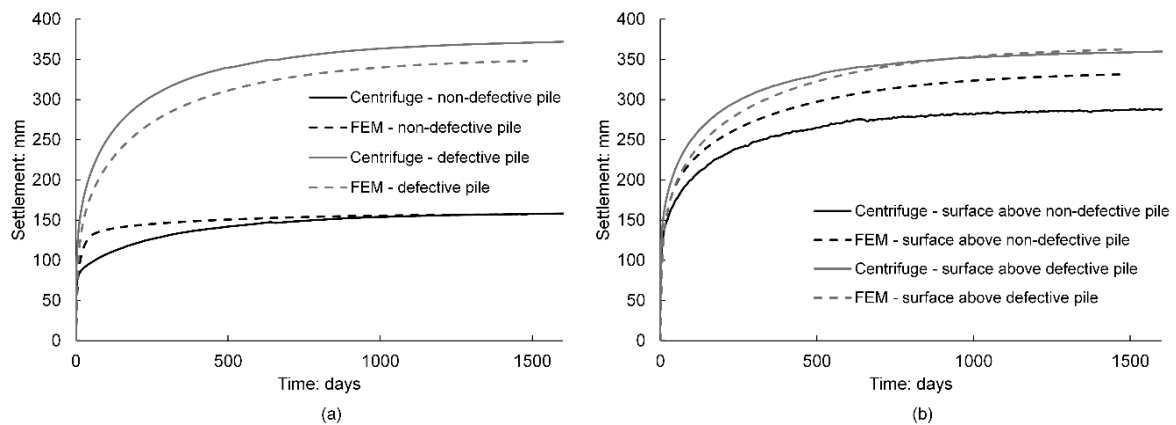 400
350
300
250
200
150
100
50
0
Settlement: mm
Centrifuge - non-defective pile
FEM - non-defective pile
Centrifuge - defective pile
FEM - defective pile
0 500 1000 1500
Time: days
(a)
400
350
300
250
200
150
100
50
0
Settlement: mm
Centrifuge - surface above non-defective pile
FEM - surface above non-defective pile
Centrifuge - surface above defective pile
FEM - surface above defective pile
0 500 1000 1500
Time: days
(b)